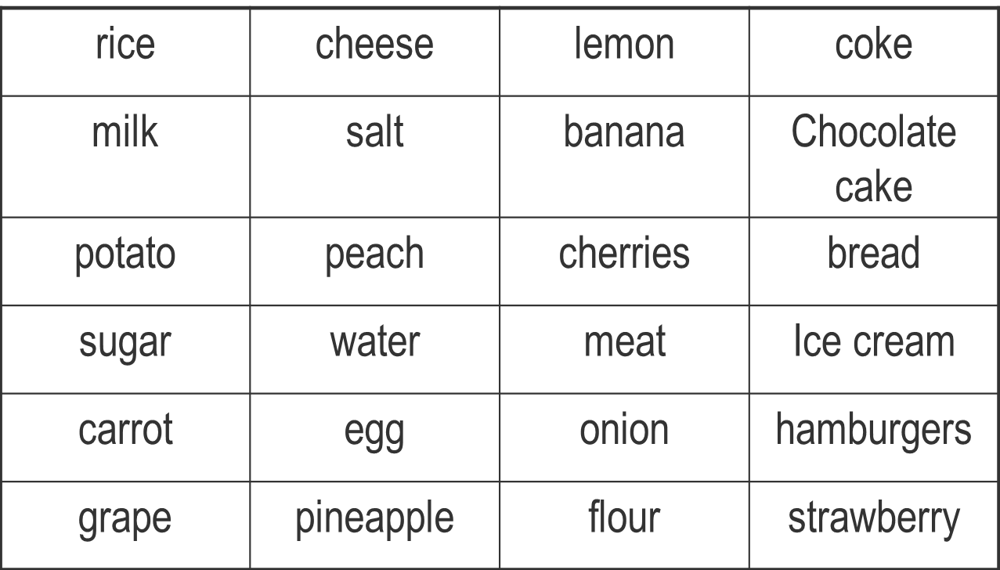 rice cheese lemon coke
milk salt banana Chocolate
cake
potato peach cherries bread
sugar water meat Ice cream
carrot egg onion hamburgers
grape pineapple flour strawberry